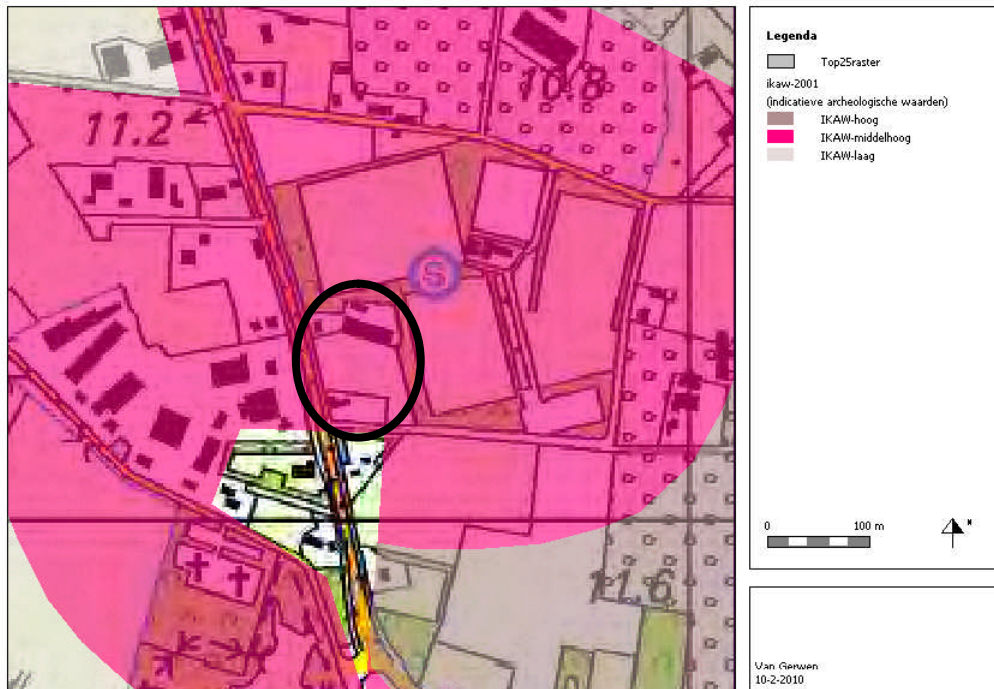 10.8
11.2
S
11.6
Legenda
Top25raster
ikaw-2001
(indicatieve archeologische waarden)
IKAW-hoog
IKAW-middelhoog
IKAW-laag
0 100 m
Van Gerwen
10-2-2010